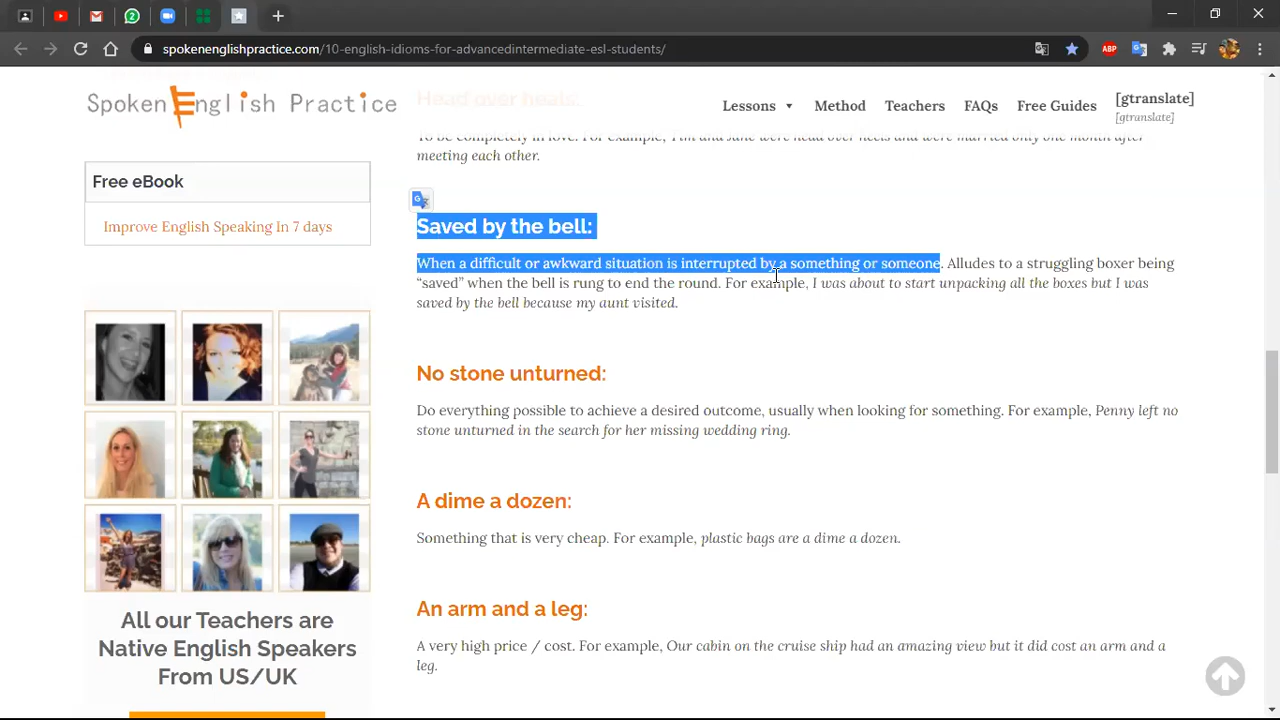 2
spokenenglishpractice.com/10-english-idioms-for-advancedintermediate-esl-students/
ABP
Spoken English Practice
Lessons
Method
Teachers
FAQs
Free Guides
[gtranslate]
[gtranslate]
Free eBook
Improve English Speaking In 7 days
All our Teachers are
Native English Speakers
From US/UK
Head over heals:
To be completely in love. For example, Tim and Jane were head over heels and were married only one month after
meeting each other.
Saved by the bell:
When a difficult or awkward situation is interrupted by a something or someone. Alludes to a struggling boxer being
“saved” when the bell is rung to end the round. For example, I was about to start unpacking all the boxes but I was
saved by the bell because my aunt visited.
No stone unturned:
Do everything possible to achieve a desired outcome, usually when looking for something. For example, Penny left no
stone unturned in the search for her missing wedding ring.
A dime a dozen:
Something that is very cheap. For example, plastic bags are a dime a dozen.
An arm and a leg:
A very high price / cost. For example, Our cabin on the cruise ship had an amazing view but it did cost an arm and a
leg.